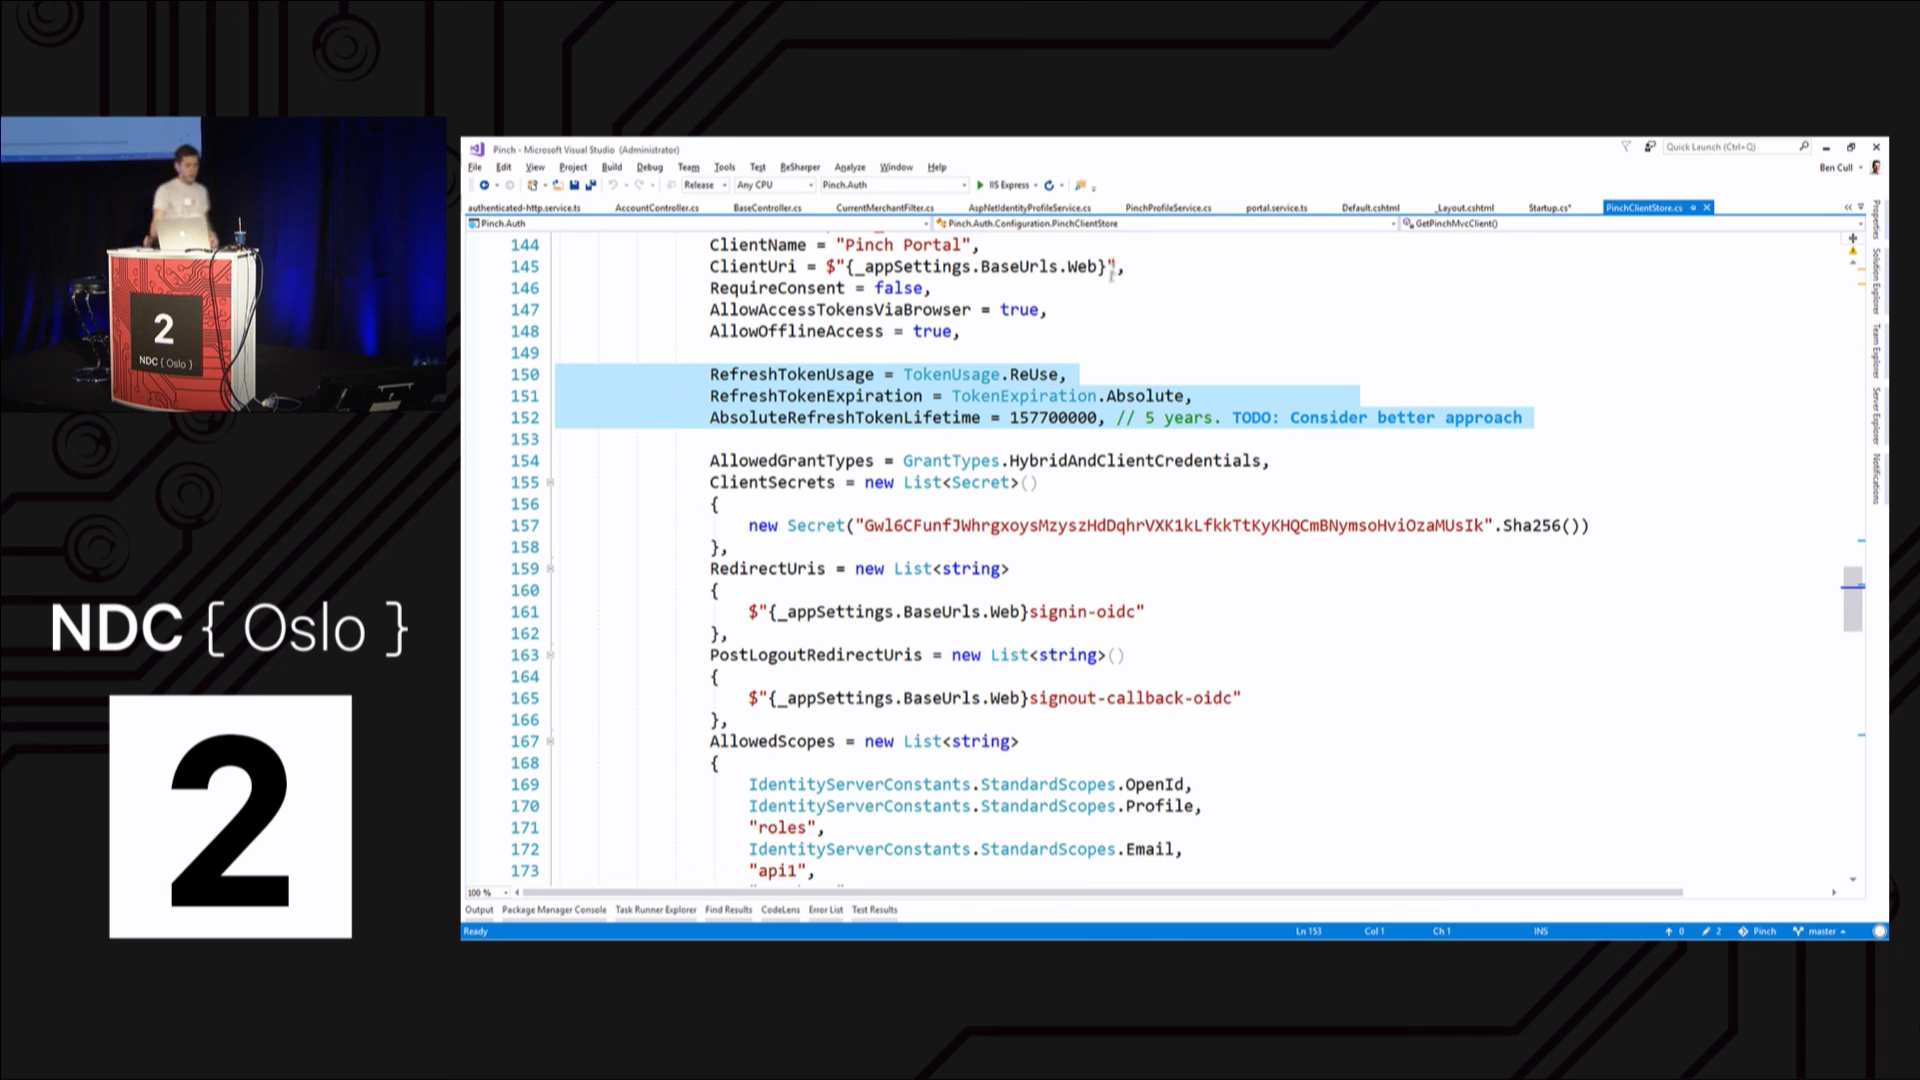 2
NDC { Oslo }
NDC { Oslo }
2
Pinch - Microsoft Visual Studio (Administrator)
Quick Launch (Ctrl+Q)
File Edit View Project Build Debug Team Tools Test ReSharper Analyze Window Help
Ben Cull
Release Any CPU Pinch.Auth IIS Express
authenticated-http.service.ts AccountController.cs BaseController.cs CurrentMerchantFilter.cs AspNetIdentityProfileService.cs PinchProfileService.cs portal.service.ts Default.cshtml _Layout.cshtml Startup.cs* PinchClientStore.cs
Pinch.Auth Pinch.Auth.Configuration.PinchClientStore GetPinchMvcClient()
144 ClientName = "Pinch Portal",
145 ClientUri = $"{_appSettings.BaseUrls.Web}",
146 RequireConsent = false,
147 AllowAccessTokensViaBrowser = true,
148 AllowOfflineAccess = true,
149
150 RefreshTokenUsage = TokenUsage.ReUse,
151 RefreshTokenExpiration = TokenExpiration.Absolute,
152 AbsoluteRefreshTokenLifetime = 157700000, // 5 years. TODO: Consider better approach
153
154 AllowedGrantTypes = GrantTypes.HybridAndClientCredentials,
155 ClientSecrets = new List<Secret>()
156 {
157 new Secret("Gwl6CFunfJWhrgxoysMzyszHdDqhrVXK1kLfkkTtKyKHQCmBNymsoHviOzaMUsIk".Sha256())
158 },
159 RedirectUris = new List<string>
160 {
161 $"{_appSettings.BaseUrls.Web}signin-oidc"
162 },
163 PostLogoutRedirectUris = new List<string>()
164 {
165 $"{_appSettings.BaseUrls.Web}signout-callback-oidc"
166 },
167 AllowedScopes = new List<string>
168 {
169 IdentityServerConstants.StandardScopes.OpenId,
170 IdentityServerConstants.StandardScopes.Profile,
171 "roles",
172 IdentityServerConstants.StandardScopes.Email,
173 "api1",
100 %
Output Package Manager Console Task Runner Explorer Find Results CodeLens Error List Test Results
Ready Ln 153 Col 1 Ch 1 INS 0 2 Pinch master
Properties
Solution Explorer
Team Explorer
Server Explorer
Notifications